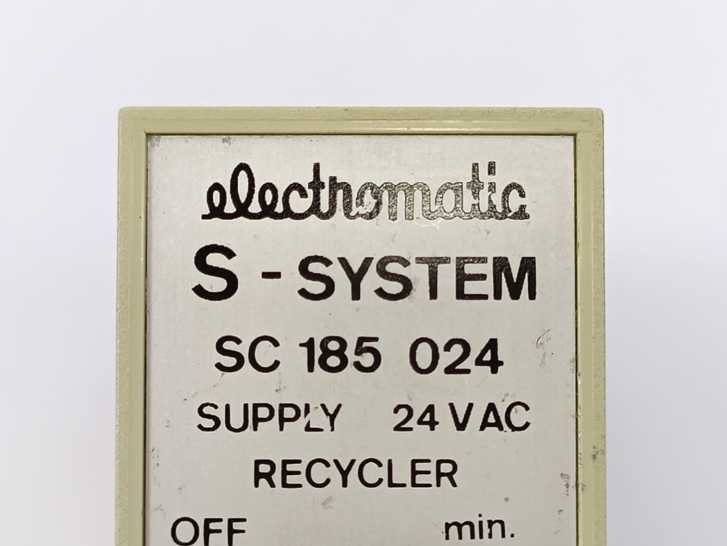 electromatic
S - SYSTEM
SC 185 024
SUPPLY 24 VAC
RECYCLER
OFF min.